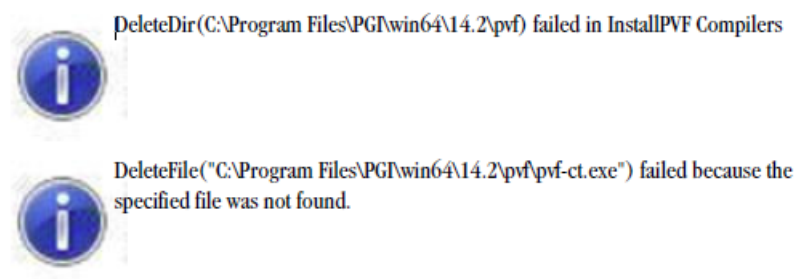 DeleteDir(C:\Program Files\PGI\win64\14.2\pvf) failed in InstallPVF Compilers
DeleteFile("C:\Program Files\PGI\win64\14.2\pvf\pvf-ct.exe") failed because the
specified file was not found.